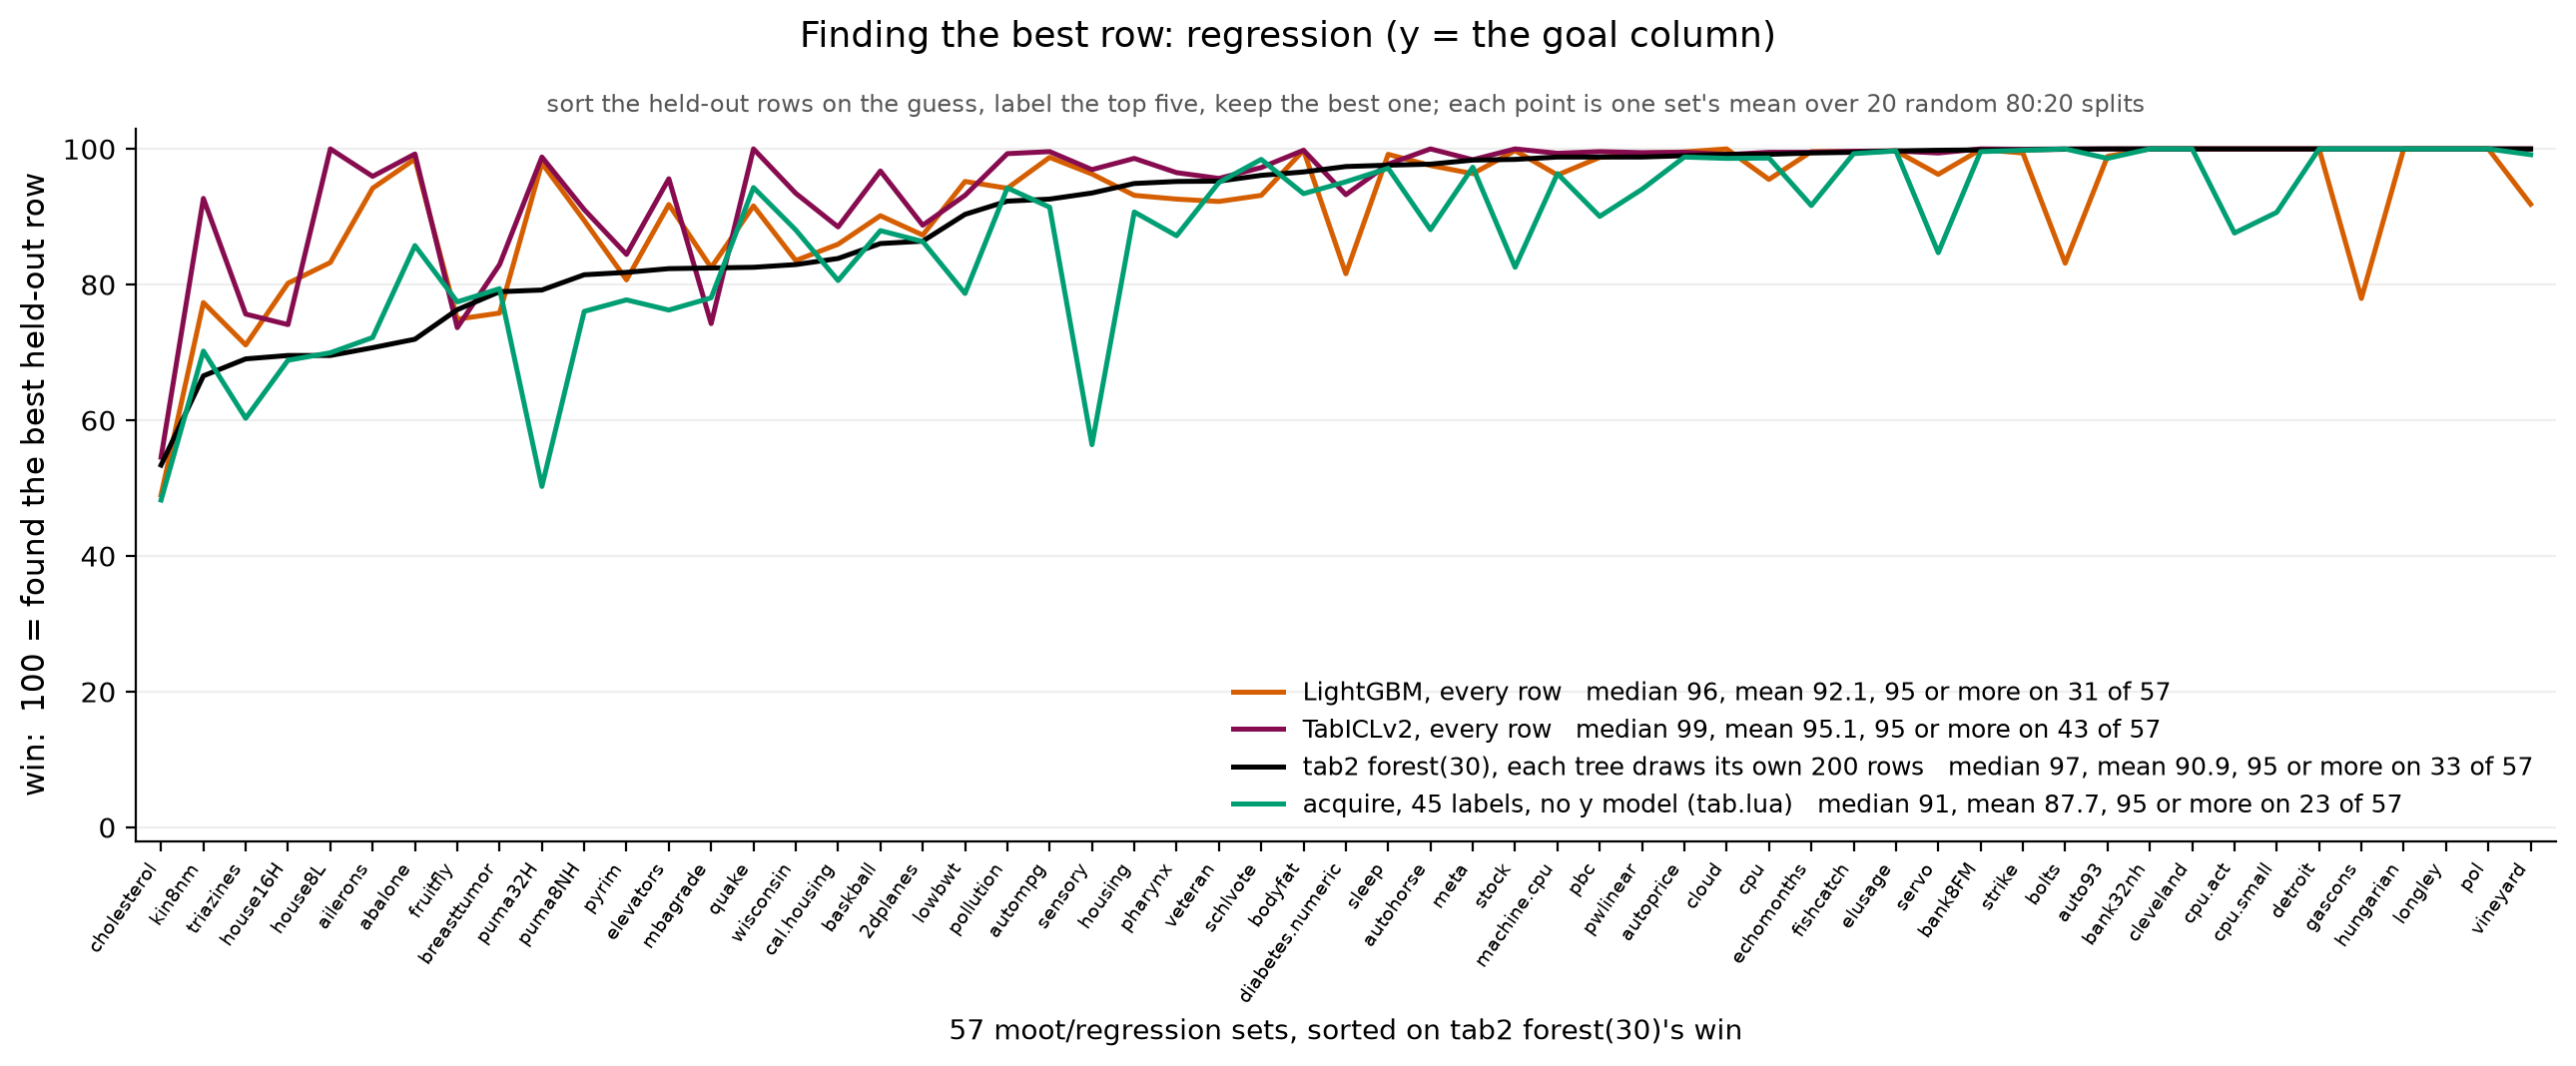 Finding the best row: regression (y = the goal column)
sort the held-out rows on the guess, label the top five, keep the best one; each point is one set's mean over 20 random 80:20 splits
win:  100 = found the best held-out row
100
80
60
40
20
0
LightGBM, every row   median 96, mean 92.1, 95 or more on 31 of 57
TabICLv2, every row   median 99, mean 95.1, 95 or more on 43 of 57
tab2 forest(30), each tree draws its own 200 rows   median 97, mean 90.9, 95 or more on 33 of 57
acquire, 45 labels, no y model (tab.lua)   median 91, mean 87.7, 95 or more on 23 of 57
cholesterol
kin8nm
triazines
house16H
house8L
ailerons
abalone
fruitfly
breasttumor
puma32H
puma8NH
pyrim
elevators
mbagrade
quake
wisconsin
cal.housing
baskball
2dplanes
lowbwt
pollution
autompg
sensory
housing
pharynx
veteran
schlvote
bodyfat
diabetes.numeric
sleep
autohorse
meta
stock
machine.cpu
pbc
pwlinear
autoprice
cloud
cpu
echomonths
fishcatch
elusage
servo
bank8FM
strike
bolts
auto93
bank32nh
cleveland
cpu.act
cpu.small
detroit
gascons
hungarian
longley
pol
vineyard
57 moot/regression sets, sorted on tab2 forest(30)'s win